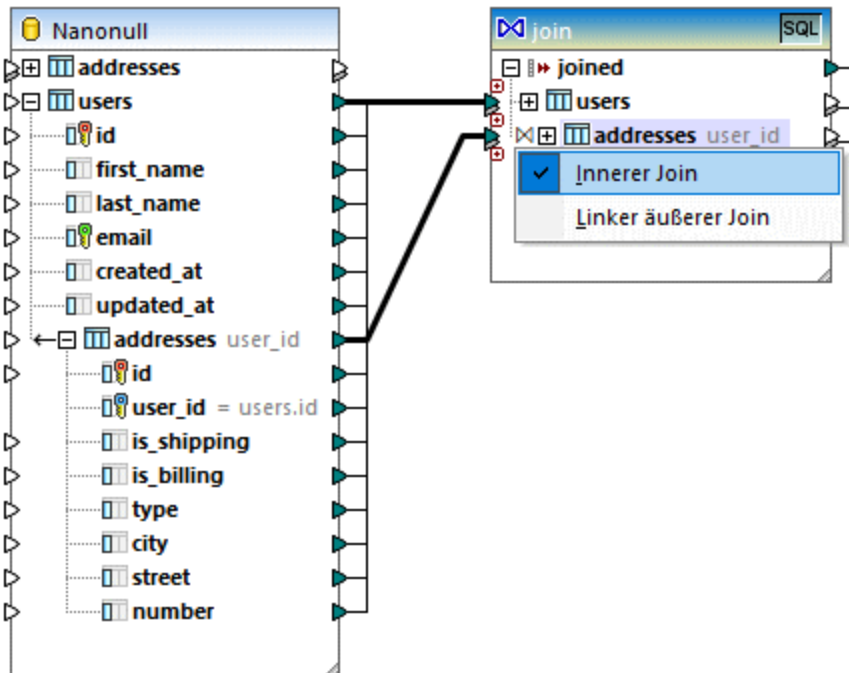 Nanonull
addresses
users
id
first_name
last_name
email
created_at
updated_at
addresses user_id
id
user_id = users.id
is_shipping
is_billing
type
city
street
number
join SQL
joined
users
addresses user_id
Innerer Join
Linker äußerer Join